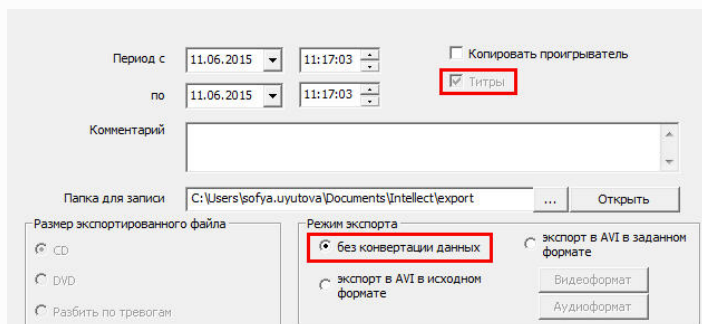 Период с 11.06.2015 11:17:03 Копировать проигрыватель
Титры
по 11.06.2015 11:17:03
Комментарий
Папка для записи C:\Users\sofya.uyutova\Documents\Intellect\export ... Открыть
Размер экспортированного файла Режим экспорта
CD без конвертации данных экспорт в AVI в заданном
формате
DVD экспорт в AVI в исходном Видеоформат
формате
Разбить по тревогам Аудиоформат